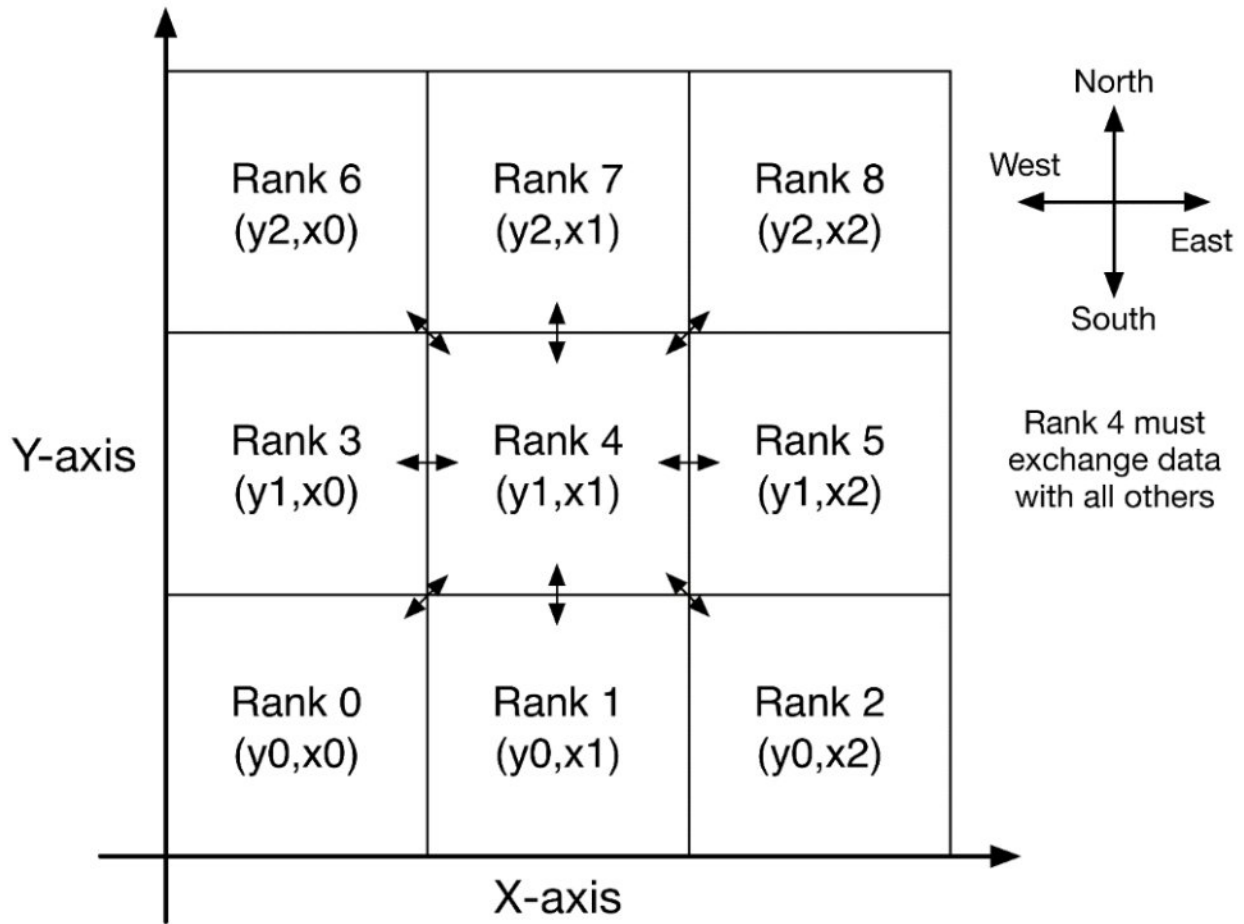 Rank 6
(y2,x0)
Rank 7
(y2,x1)
Rank 8
(y2,x2)
North
West
East
South
Y-axis
Rank 3
(y1,x0)
Rank 4
(y1,x1)
Rank 5
(y1,x2)
Rank 4 must
exchange data
with all others
Rank 0
(y0,x0)
Rank 1
(y0,x1)
Rank 2
(y0,x2)
X-axis